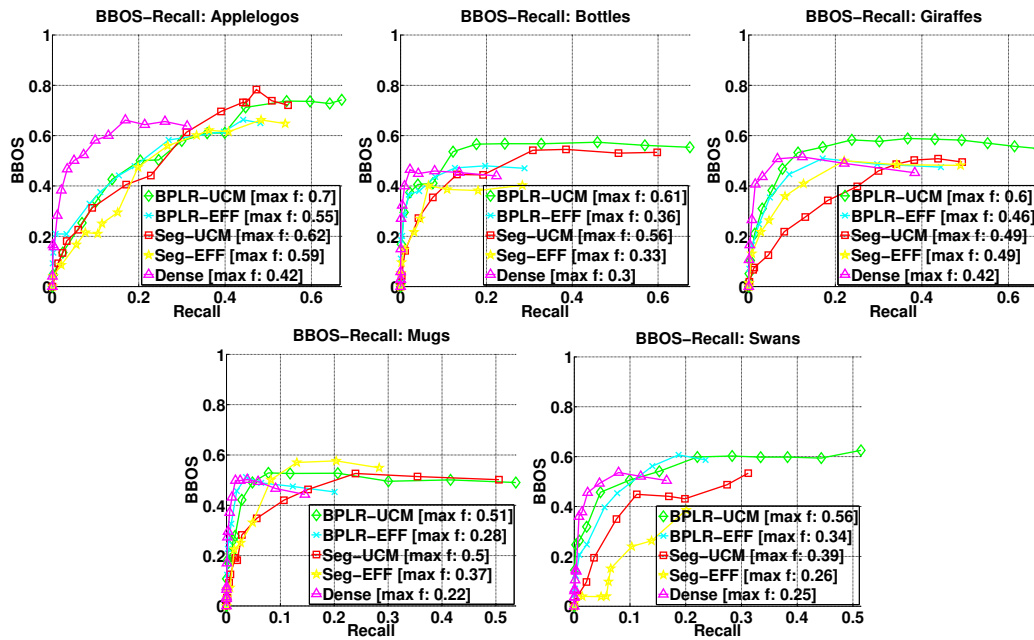 BBOS-Recall: Applelogos
BBOS
1
0.8
0.6
0.4
0.2
0
0
0.2
0.4
0.6
Recall
BPLR-UCM [max f: 0.7]
BPLR-EFF [max f: 0.55]
Seg-UCM [max f: 0.62]
Seg-EFF [max f: 0.59]
Dense [max f: 0.42]
BBOS-Recall: Bottles
BBOS
1
0.8
0.6
0.4
0.2
0
0
0.2
0.4
0.6
Recall
BPLR-UCM [max f: 0.61]
BPLR-EFF [max f: 0.36]
Seg-UCM [max f: 0.56]
Seg-EFF [max f: 0.33]
Dense [max f: 0.3]
BBOS-Recall: Giraffes
BBOS
1
0.8
0.6
0.4
0.2
0
0
0.2
0.4
0.6
Recall
BPLR-UCM [max f: 0.6]
BPLR-EFF [max f: 0.46]
Seg-UCM [max f: 0.49]
Seg-EFF [max f: 0.49]
Dense [max f: 0.42]
BBOS-Recall: Mugs
BBOS
1
0.8
0.6
0.4
0.2
0
0
0.1
0.2
0.3
0.4
0.5
Recall
BPLR-UCM [max f: 0.51]
BPLR-EFF [max f: 0.28]
Seg-UCM [max f: 0.5]
Seg-EFF [max f: 0.37]
Dense [max f: 0.22]
BBOS-Recall: Swans
BBOS
1
0.8
0.6
0.4
0.2
0
0
0.1
0.2
0.3
0.4
0.5
Recall
BPLR-UCM [max f: 0.56]
BPLR-EFF [max f: 0.34]
Seg-UCM [max f: 0.39]
Seg-EFF [max f: 0.26]
Dense [max f: 0.25]